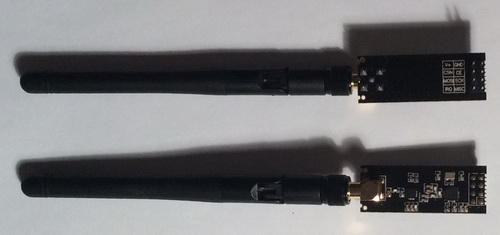 V+ GND
CSN CE
MOSI SCK
IRQ MISO